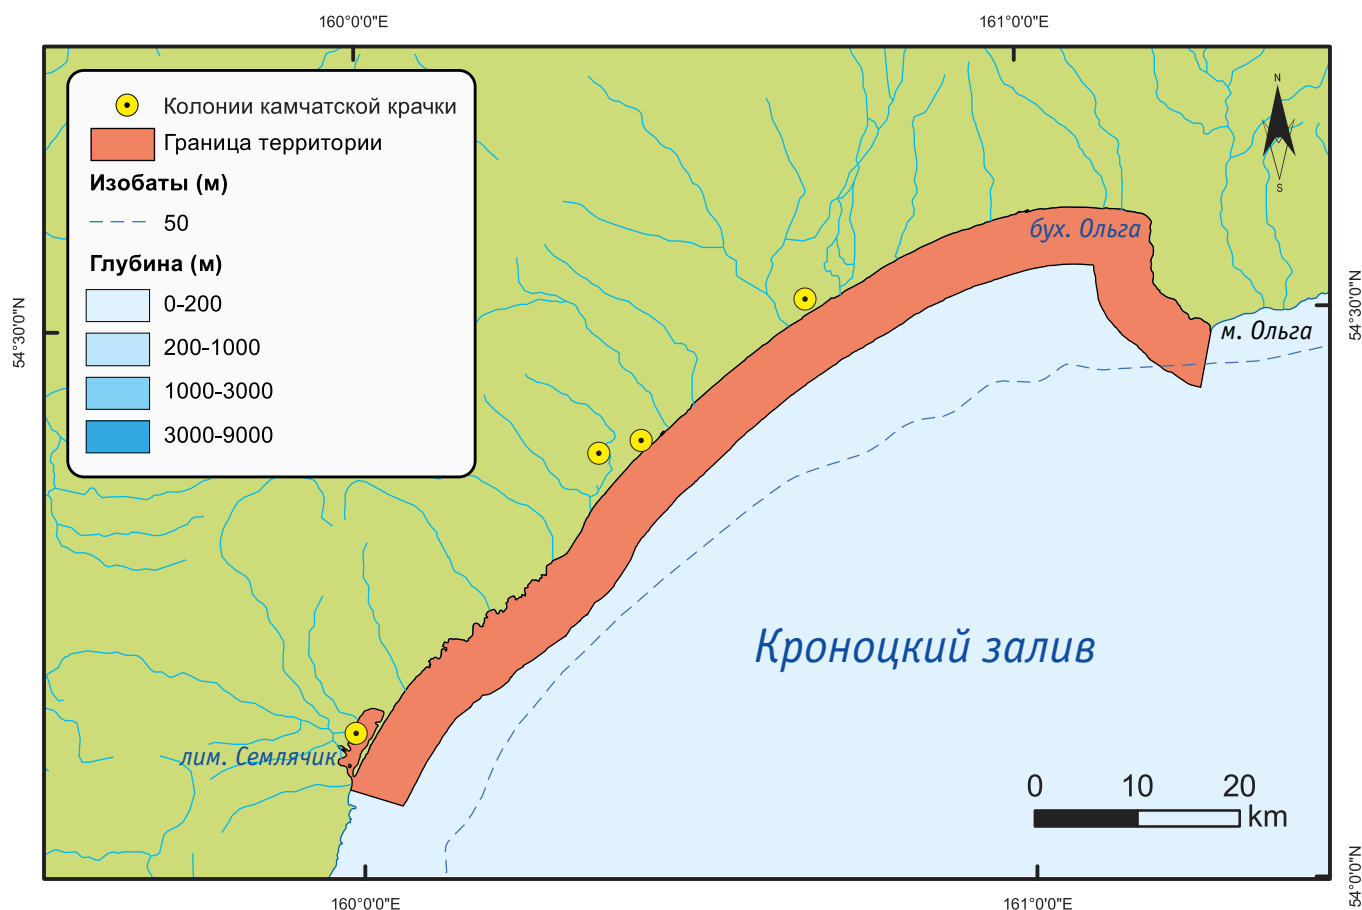 160°0'0"E
161°0'0"E
Колонии камчатской крачки
Граница территории
Изобаты (м)
50
Глубина (м)
0-200
200-1000
1000-3000
3000-9000
N
S
бух. Ольга
м. Ольга
54°30'0"N
54°30'0"N
Кроноцкий залив
лим. Семлячик
0 10 20
km
54°0'0"N
160°0'0"E
161°0'0"E